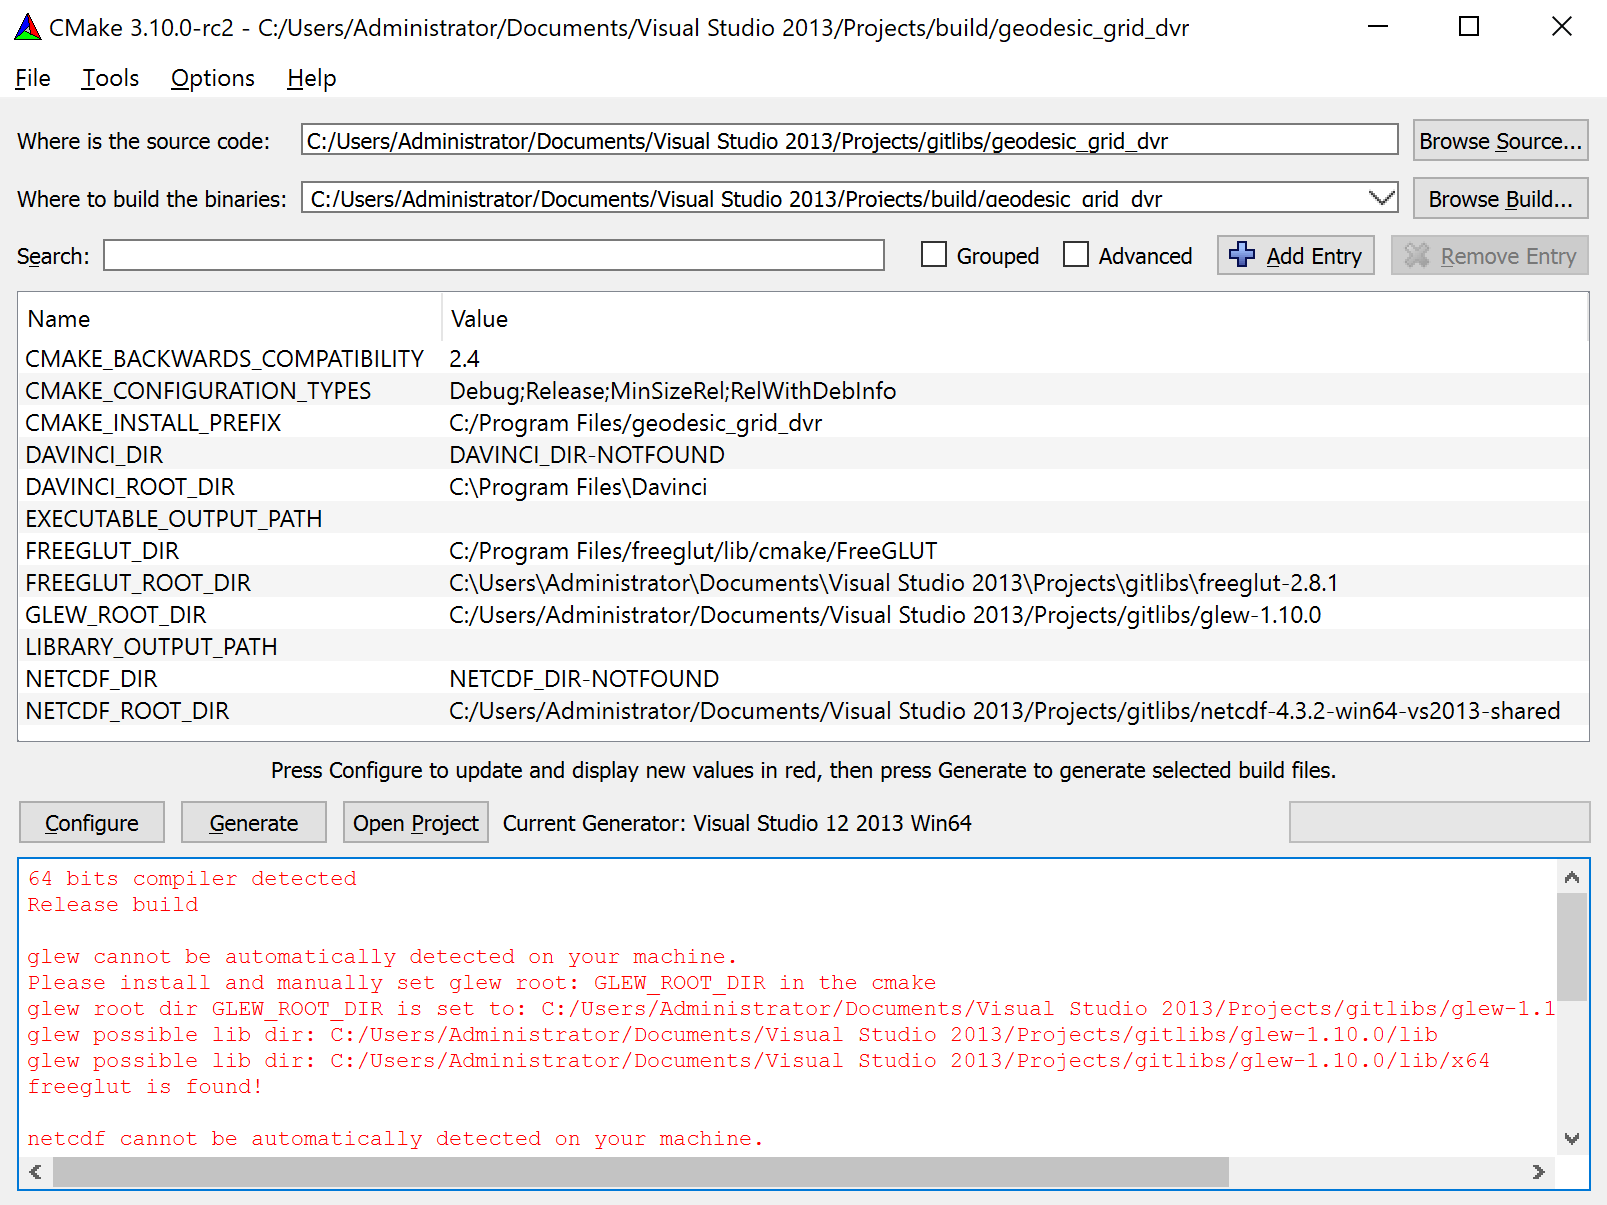 CMake 3.10.0-rc2 - C:/Users/Administrator/Documents/Visual Studio 2013/Projects/build/geodesic_grid_dvr
File Tools Options Help
Where is the source code: C:/Users/Administrator/Documents/Visual Studio 2013/Projects/gitlibs/geodesic_grid_dvr Browse Source...
Where to build the binaries: C:/Users/Administrator/Documents/Visual Studio 2013/Projects/build/geodesic_grid_dvr Browse Build...
Search: Grouped Advanced Add Entry Remove Entry
Name Value
CMAKE_BACKWARDS_COMPATIBILITY 2.4
CMAKE_CONFIGURATION_TYPES Debug;Release;MinSizeRel;RelWithDebInfo
CMAKE_INSTALL_PREFIX C:/Program Files/geodesic_grid_dvr
DAVINCI_DIR DAVINCI_DIR-NOTFOUND
DAVINCI_ROOT_DIR C:\Program Files\Davinci
EXECUTABLE_OUTPUT_PATH
FREEGLUT_DIR C:/Program Files/freeglut/lib/cmake/FreeGLUT
FREEGLUT_ROOT_DIR C:\Users\Administrator\Documents\Visual Studio 2013\Projects\gitlibs\freeglut-2.8.1
GLEW_ROOT_DIR C:/Users/Administrator/Documents/Visual Studio 2013/Projects/gitlibs/glew-1.10.0
LIBRARY_OUTPUT_PATH
NETCDF_DIR NETCDF_DIR-NOTFOUND
NETCDF_ROOT_DIR C:/Users/Administrator/Documents/Visual Studio 2013/Projects/gitlibs/netcdf-4.3.2-win64-vs2013-shared
Press Configure to update and display new values in red, then press Generate to generate selected build files.
Configure Generate Open Project Current Generator: Visual Studio 12 2013 Win64
64 bits compiler detected
Release build
glew cannot be automatically detected on your machine.
Please install and manually set glew root: GLEW_ROOT_DIR in the cmake
glew root dir GLEW_ROOT_DIR is set to: C:/Users/Administrator/Documents/Visual Studio 2013/Projects/gitlibs/glew-1.1
glew possible lib dir: C:/Users/Administrator/Documents/Visual Studio 2013/Projects/gitlibs/glew-1.10.0/lib
glew possible lib dir: C:/Users/Administrator/Documents/Visual Studio 2013/Projects/gitlibs/glew-1.10.0/lib/x64
freeglut is found!
netcdf cannot be automatically detected on your machine.